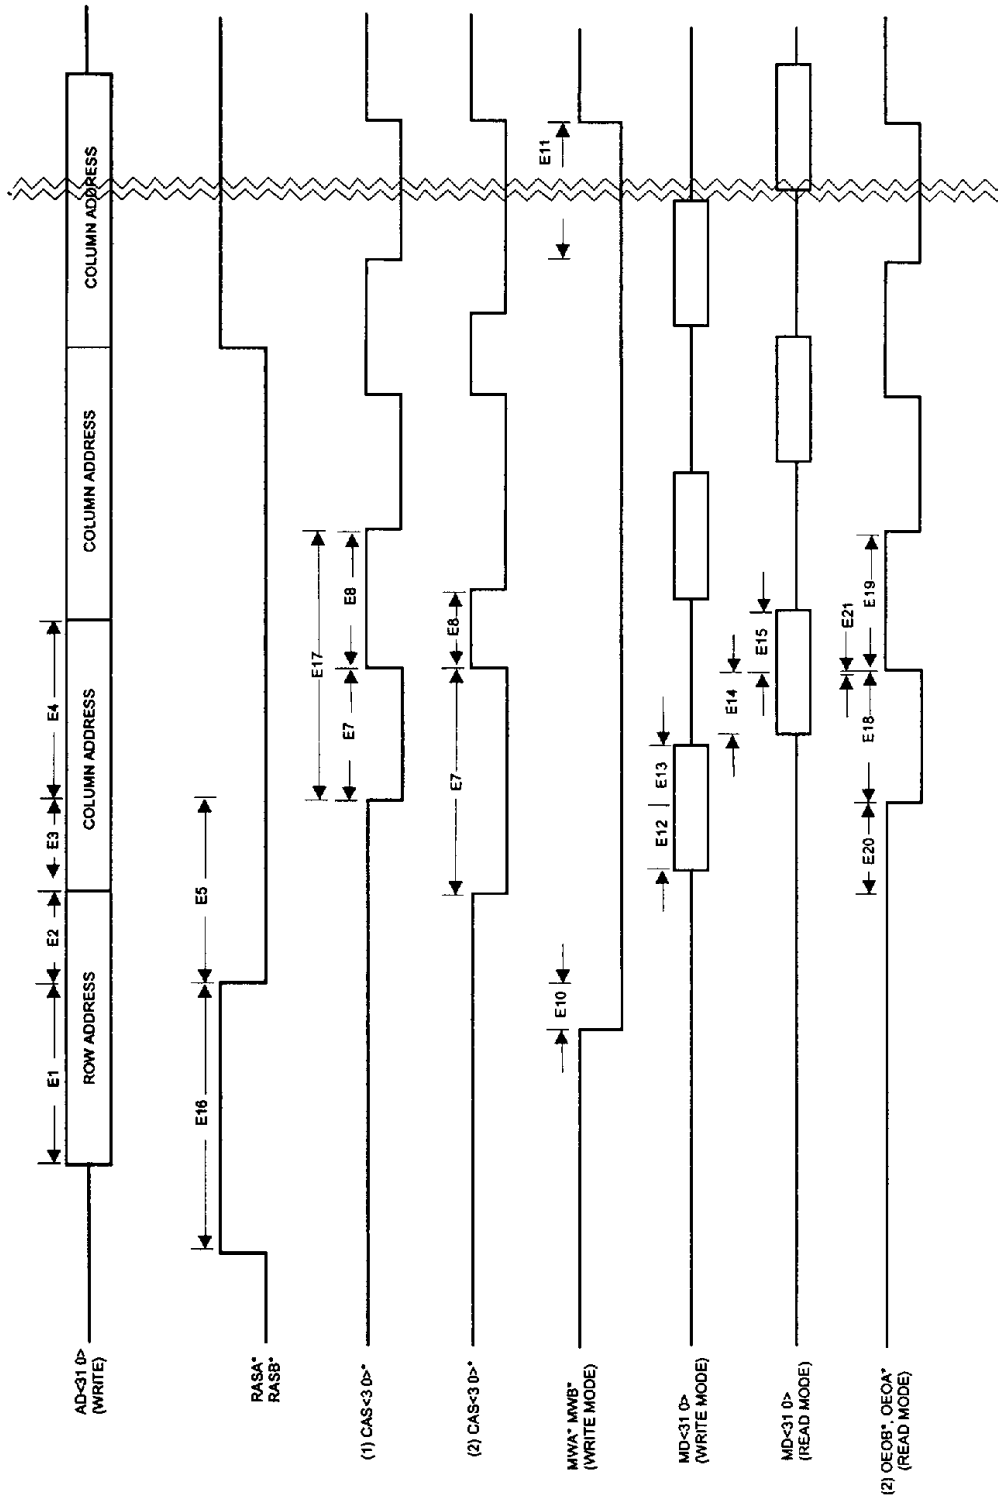 AD<31 0>
(WRITE)
E1
E2
E3
E4
ROW ADDRESS
COLUMN ADDRESS
COLUMN ADDRESS
COLUMN ADDRESS
RASA*
RASB*
E16
E5
(1) CAS<3 0>*
E17
E7
E8
(2) CAS<3 0>*
E7
E8
MWA* MWB*
(WRITE MODE)
E10
E11
MD<31 0>
(WRITE MODE)
E12
E13
MD<31 0>
(READ MODE)
E14
E15
(2) OEOB*, OEOA*
(READ MODE)
E20
E18
E21
E19